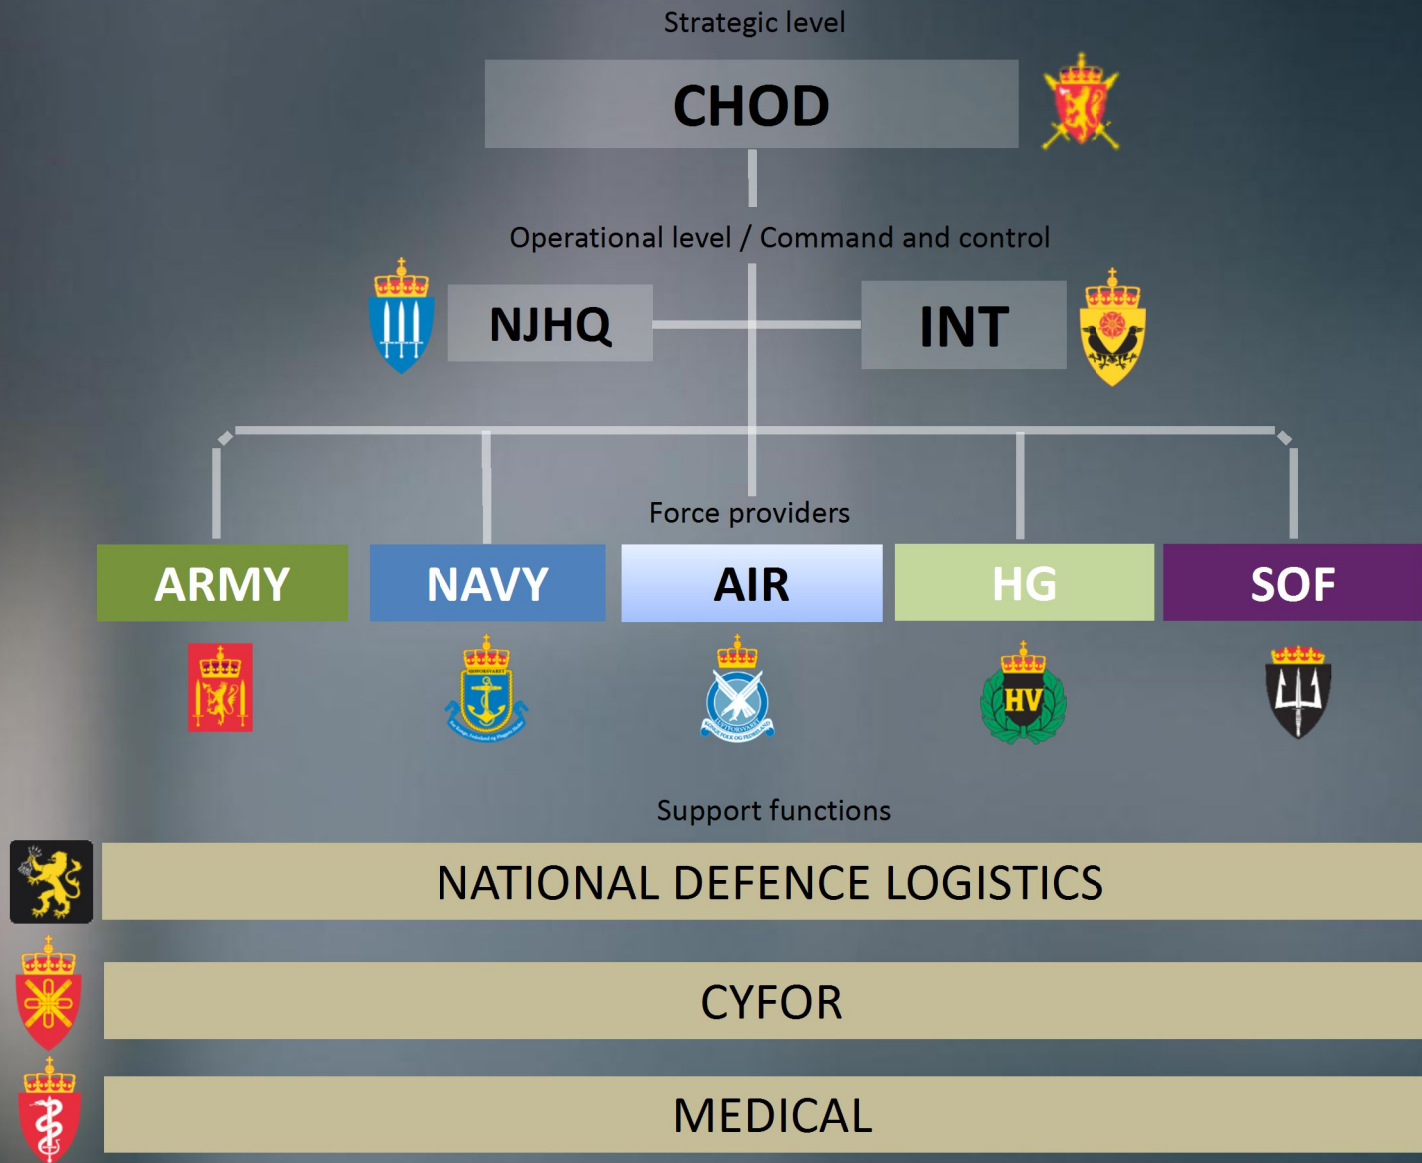 Strategic level
CHOD
Operational level / Command and control
NJHQ
INT
Force providers
ARMY
NAVY
AIR
HG
SOF
HV
Support functions
NATIONAL DEFENCE LOGISTICS
CYFOR
MEDICAL